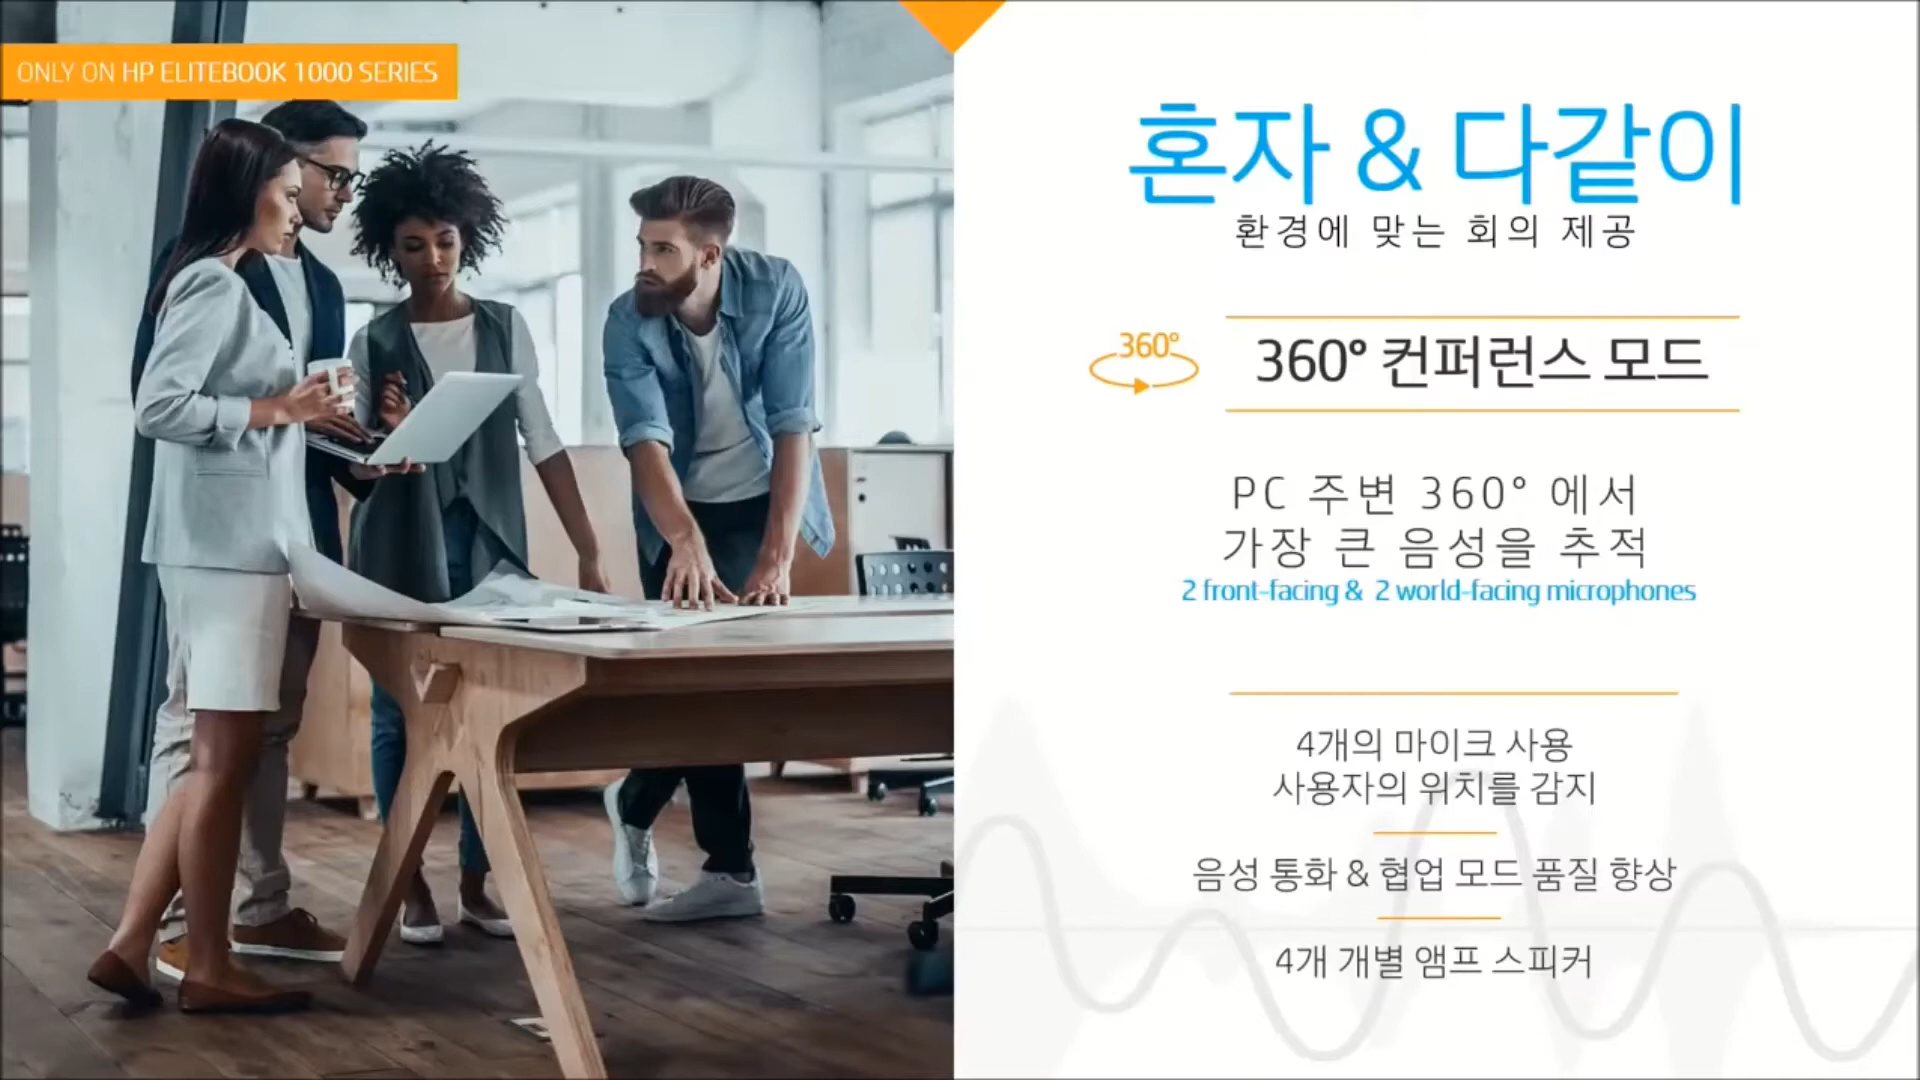 ONLY ON HP ELITEBOOK 1000 SERIES
혼자 & 다같이
환경에 맞는 회의 제공
360°
360° 컨퍼런스 모드
PC 주변 360° 에서
가장 큰 음성을 추적
2 front-facing & 2 world-facing microphones
4개의 마이크 사용
사용자의 위치를 감지
음성 통화 & 협업 모드 품질 향상
4개 개별 앰프 스피커